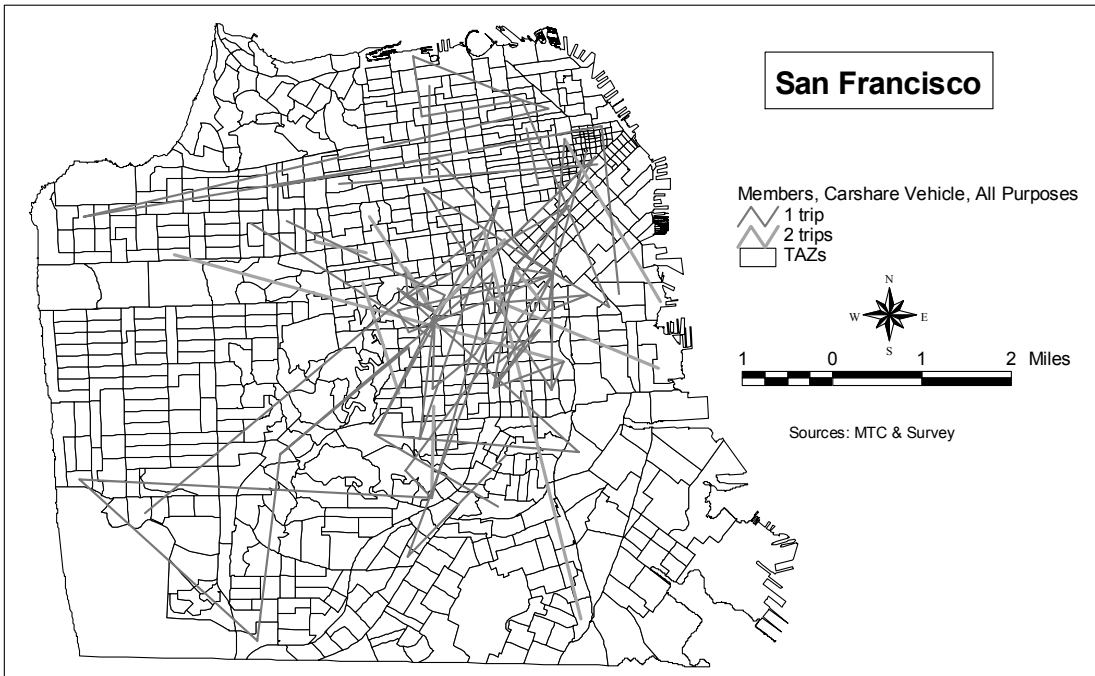 San Francisco
Members, Carshare Vehicle, All Purposes
1 trip
2 trips
TAZs
N
W E
S
1 0 1 2 Miles
Sources: MTC & Survey